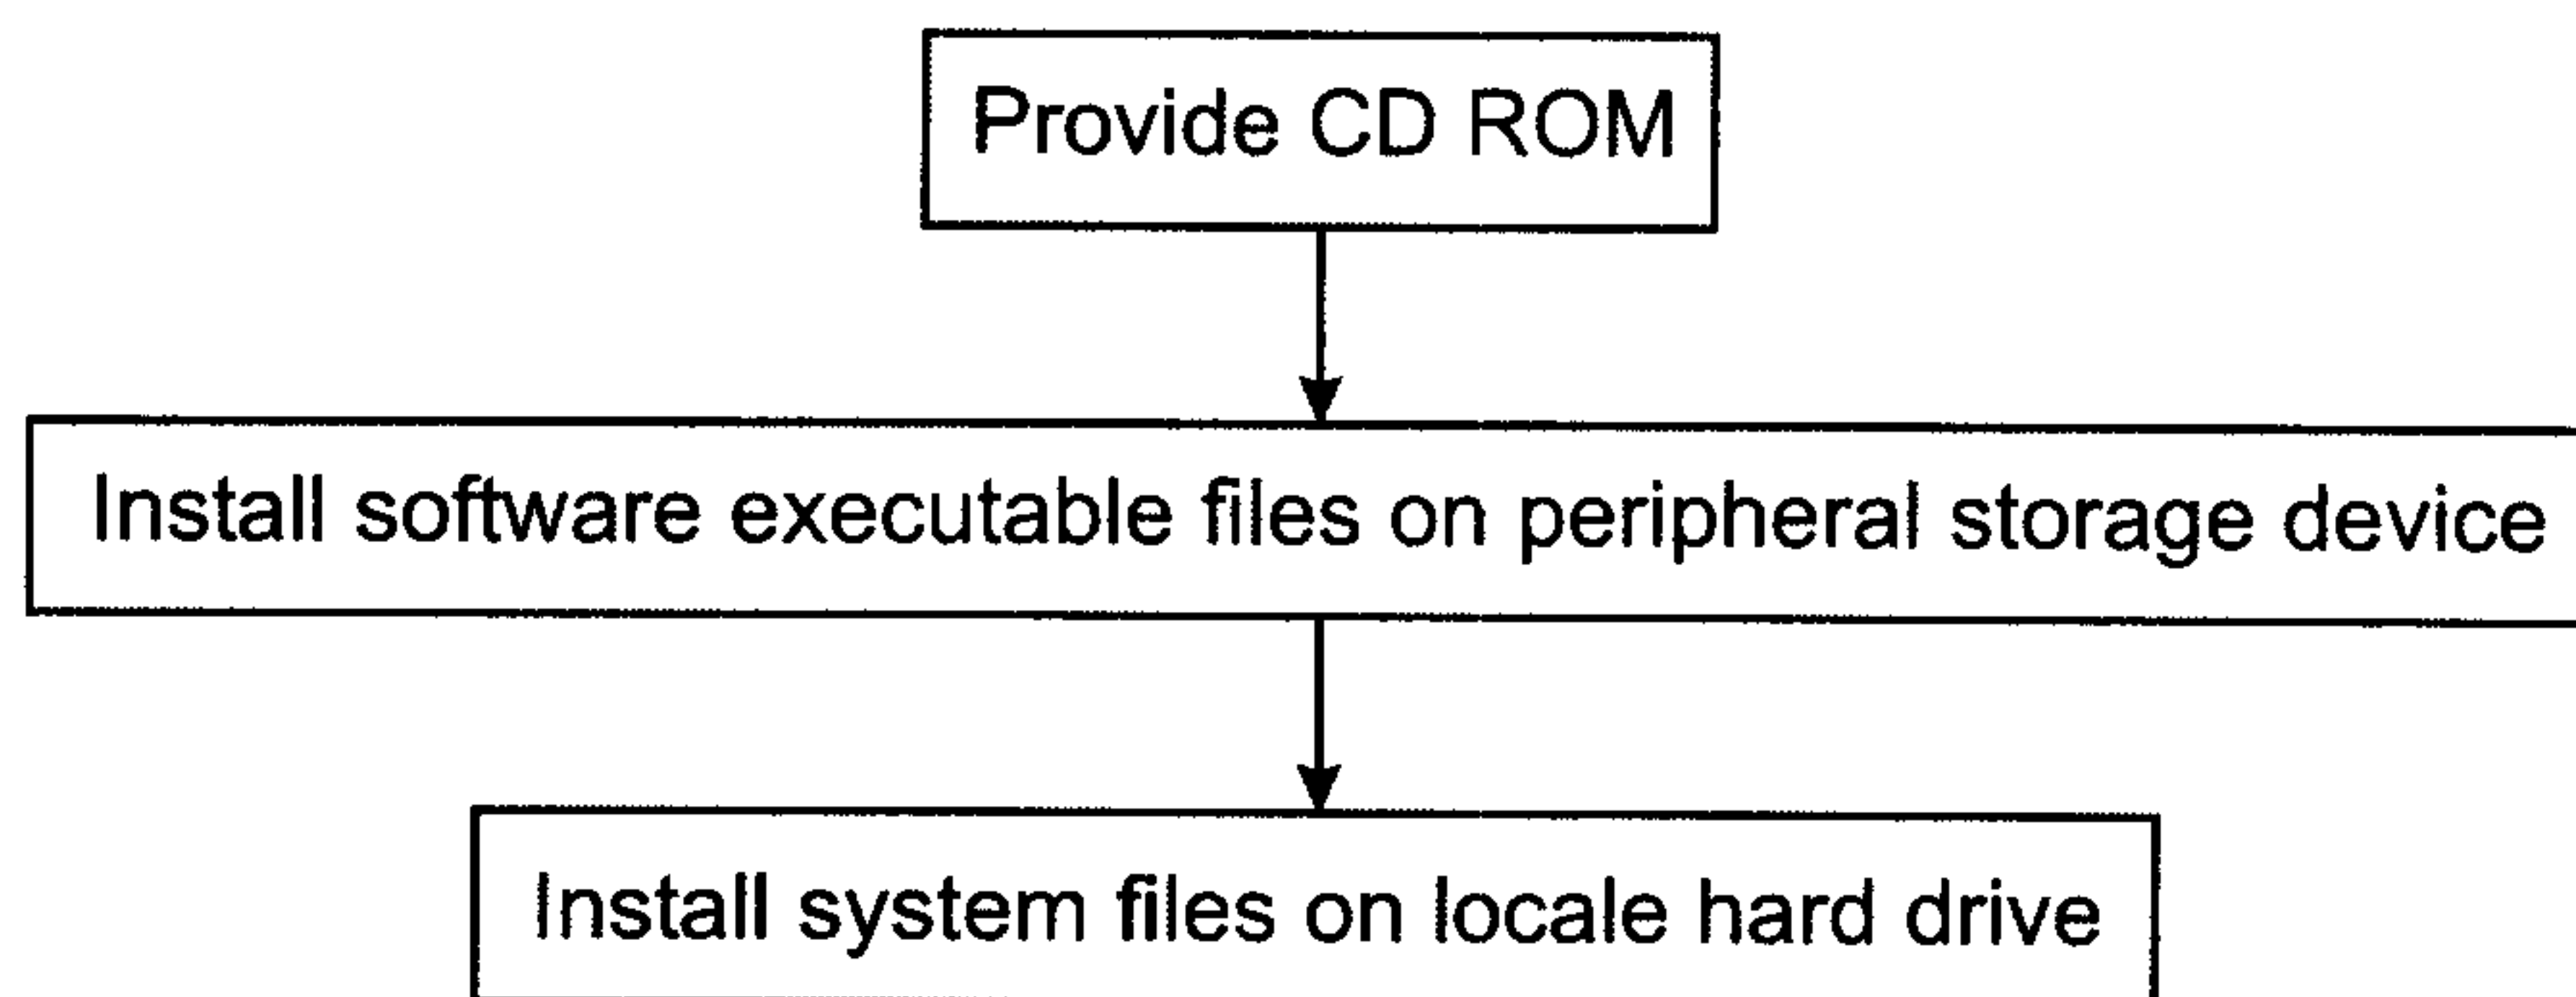 Provide CD ROM
Install software executable files on peripheral storage device
Install system files on locale hard drive